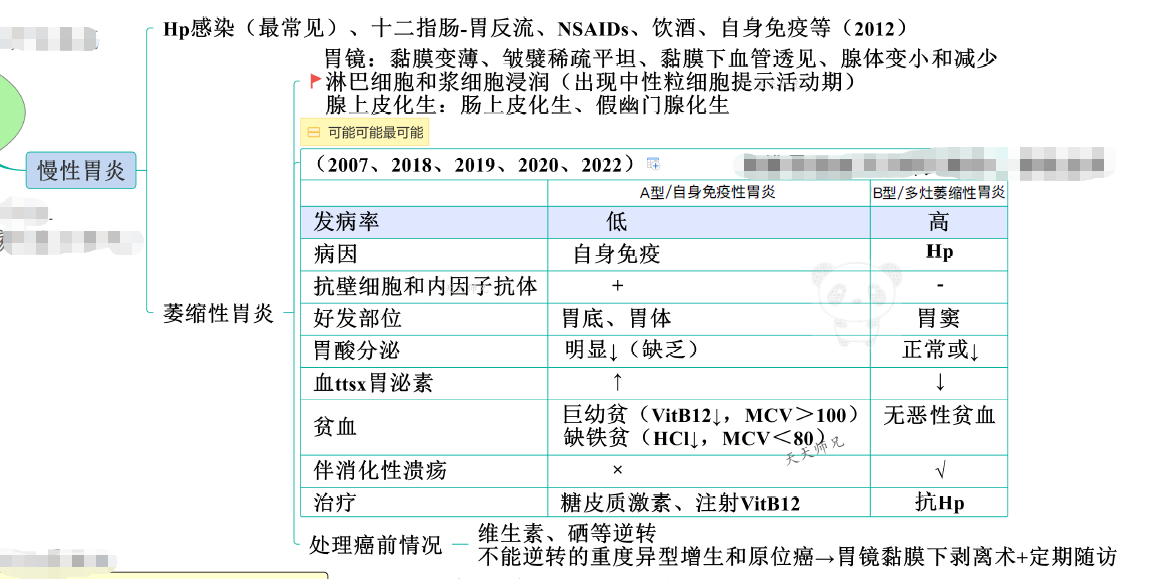 Hp感染（最常见）、十二指肠-胃反流、NSAIDs、饮酒、自身免疫等（2012）
胃镜：黏膜变薄、皱襞稀疏平坦、黏膜下血管透见、腺体变小和减少
淋巴细胞和浆细胞浸润（出现中性粒细胞提示活动期）
腺上皮化生：肠上皮化生、假幽门腺化生
可能可能最可能
慢性胃炎
（2007、2018、2019、2020、2022）
A型/自身免疫性胃炎 B型/多灶萎缩性胃炎
发病率 低 高
病因 自身免疫 Hp
抗壁细胞和内因子抗体 + -
萎缩性胃炎
好发部位 胃底、胃体 胃窦
胃酸分泌 明显↓（缺乏） 正常或↓
血ttsx胃泌素 ↑ ↓
贫血 巨幼贫（VitB12↓，MCV＞100） 无恶性贫血
缺铁贫（HCl↓，MCV＜80）
天天师兄
伴消化性溃疡 × √
治疗 糖皮质激素、注射VitB12 抗Hp
处理癌前情况
维生素、硒等逆转
不能逆转的重度异型增生和原位癌→胃镜黏膜下剥离术+定期随访